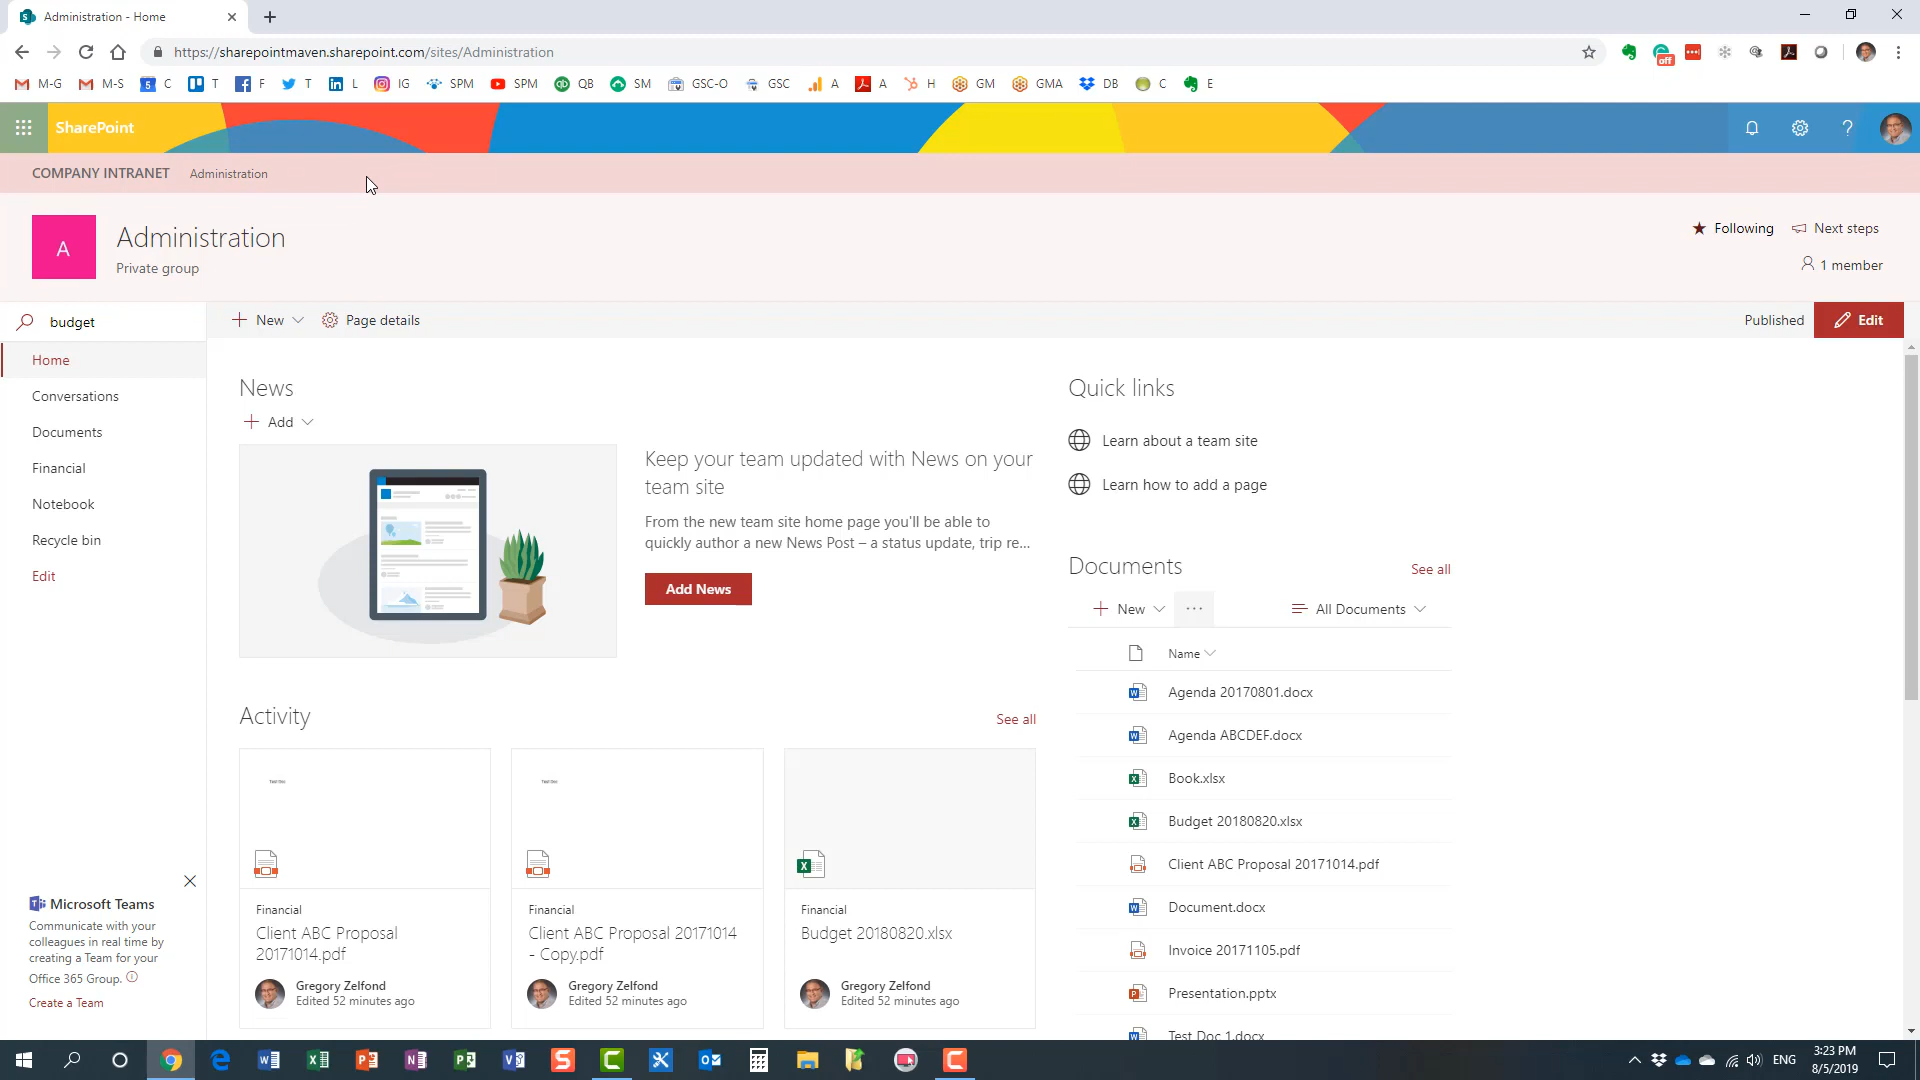 Administration - Home
https://sharepointmaven.sharepoint.com/sites/Administration
off
M-G M-S C T F T L IG SPM SPM QB SM GSC-O GSC A A H GM GMA DB C E
SharePoint
COMPANY INTRANET Administration
A
Administration
Private group
Following Next steps
1 member
budget
New Page details
Published Edit
Home
Conversations
Documents
Financial
Notebook
Recycle bin
Edit
Microsoft Teams
Communicate with your
colleagues in real time by
creating a Team for your
Office 365 Group.
Create a Team
News
Add
Keep your team updated with News on your
team site
From the new team site home page you'll be able to
quickly author a new News Post – a status update, trip re...
Add News
Activity
See all
Financial
Client ABC Proposal
20171014.pdf
Gregory Zelfond
Edited 52 minutes ago
Financial
Client ABC Proposal 20171014
- Copy.pdf
Gregory Zelfond
Edited 52 minutes ago
Financial
Budget 20180820.xlsx
Gregory Zelfond
Edited 52 minutes ago
Quick links
Learn about a team site
Learn how to add a page
Documents
See all
New ... All Documents
Name
Agenda 20170801.docx
Agenda ABCDEF.docx
Book.xlsx
Budget 20180820.xlsx
Client ABC Proposal 20171014.pdf
Document.docx
Invoice 20171105.pdf
Presentation.pptx
Test Doc 1.docx
ENG
3:23 PM
8/5/2019